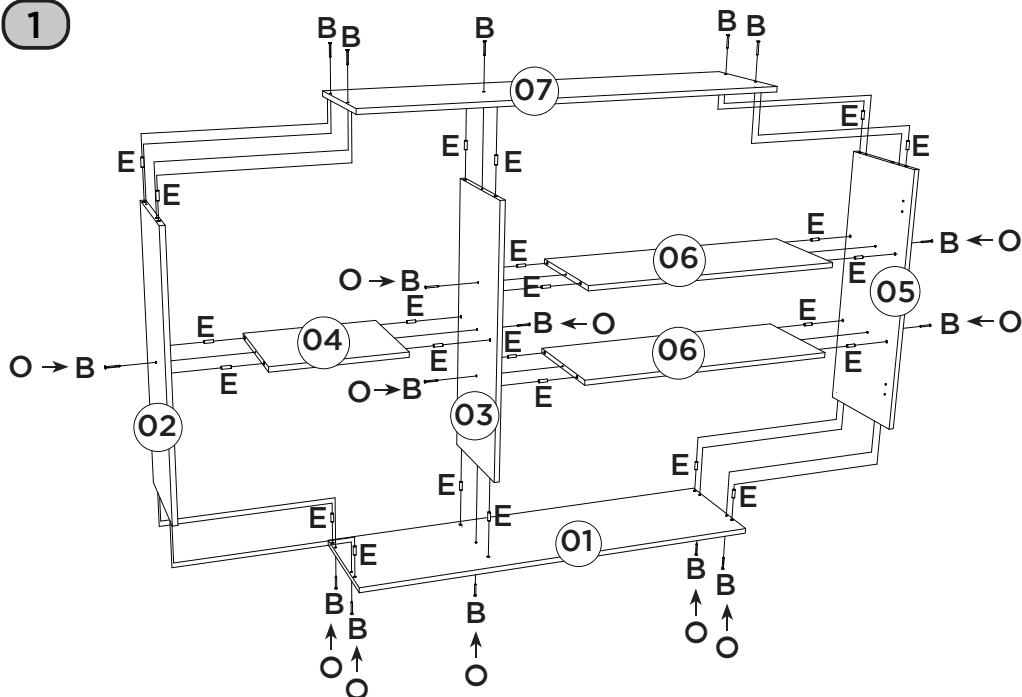 1
B B B B B
07
E E E E
E E
E E
06
O → B E B ← O
05
O → B E
E E B ← O
E B ← O
04
06
O → B E E E
O → B E
02
03
E E
E E
E E
01
B B B B B
O O O O O